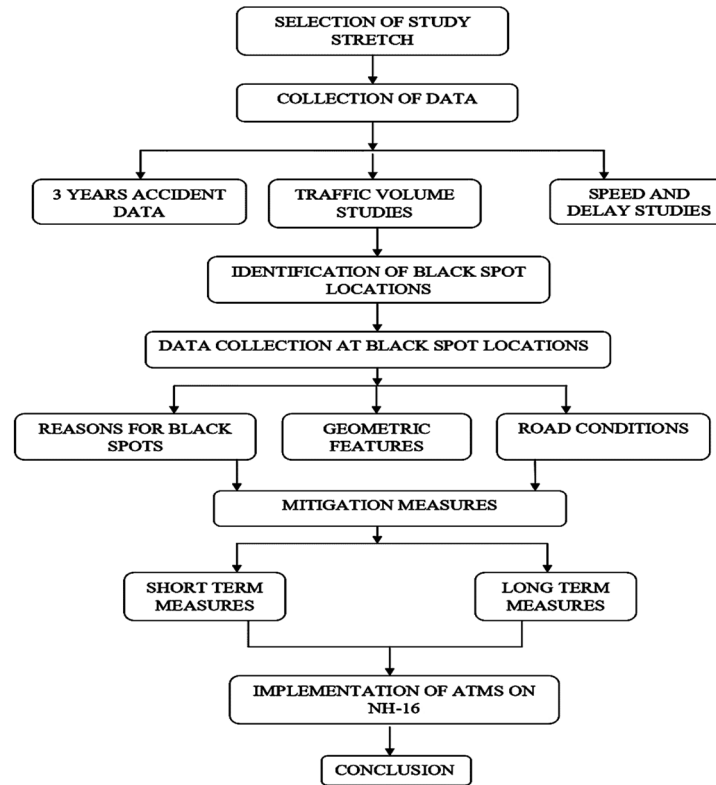 SELECTION OF STUDY
STRETCH
COLLECTION OF DATA
3 YEARS ACCIDENT
DATA
TRAFFIC VOLUME
STUDIES
SPEED AND
DELAY STUDIES
IDENTIFICATION OF BLACK SPOT
LOCATIONS
DATA COLLECTION AT BLACK SPOT LOCATIONS
REASONS FOR BLACK
SPOTS
GEOMETRIC
FEATURES
ROAD CONDITIONS
MITIGATION MEASURES
SHORT TERM
MEASURES
LONG TERM
MEASURES
IMPLEMENTATION OF ATMS ON
NH-16
CONCLUSION